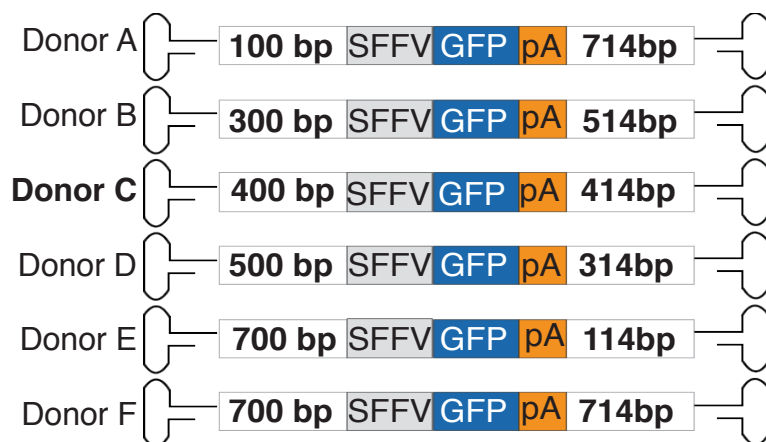 Donor A 100 bp SFFV GFP pA 714bp
Donor B 300 bp SFFV GFP pA 514bp
Donor C 400 bp SFFV GFP pA 414bp
Donor D 500 bp SFFV GFP pA 314bp
Donor E 700 bp SFFV GFP pA 114bp
Donor F 700 bp SFFV GFP pA 714bp